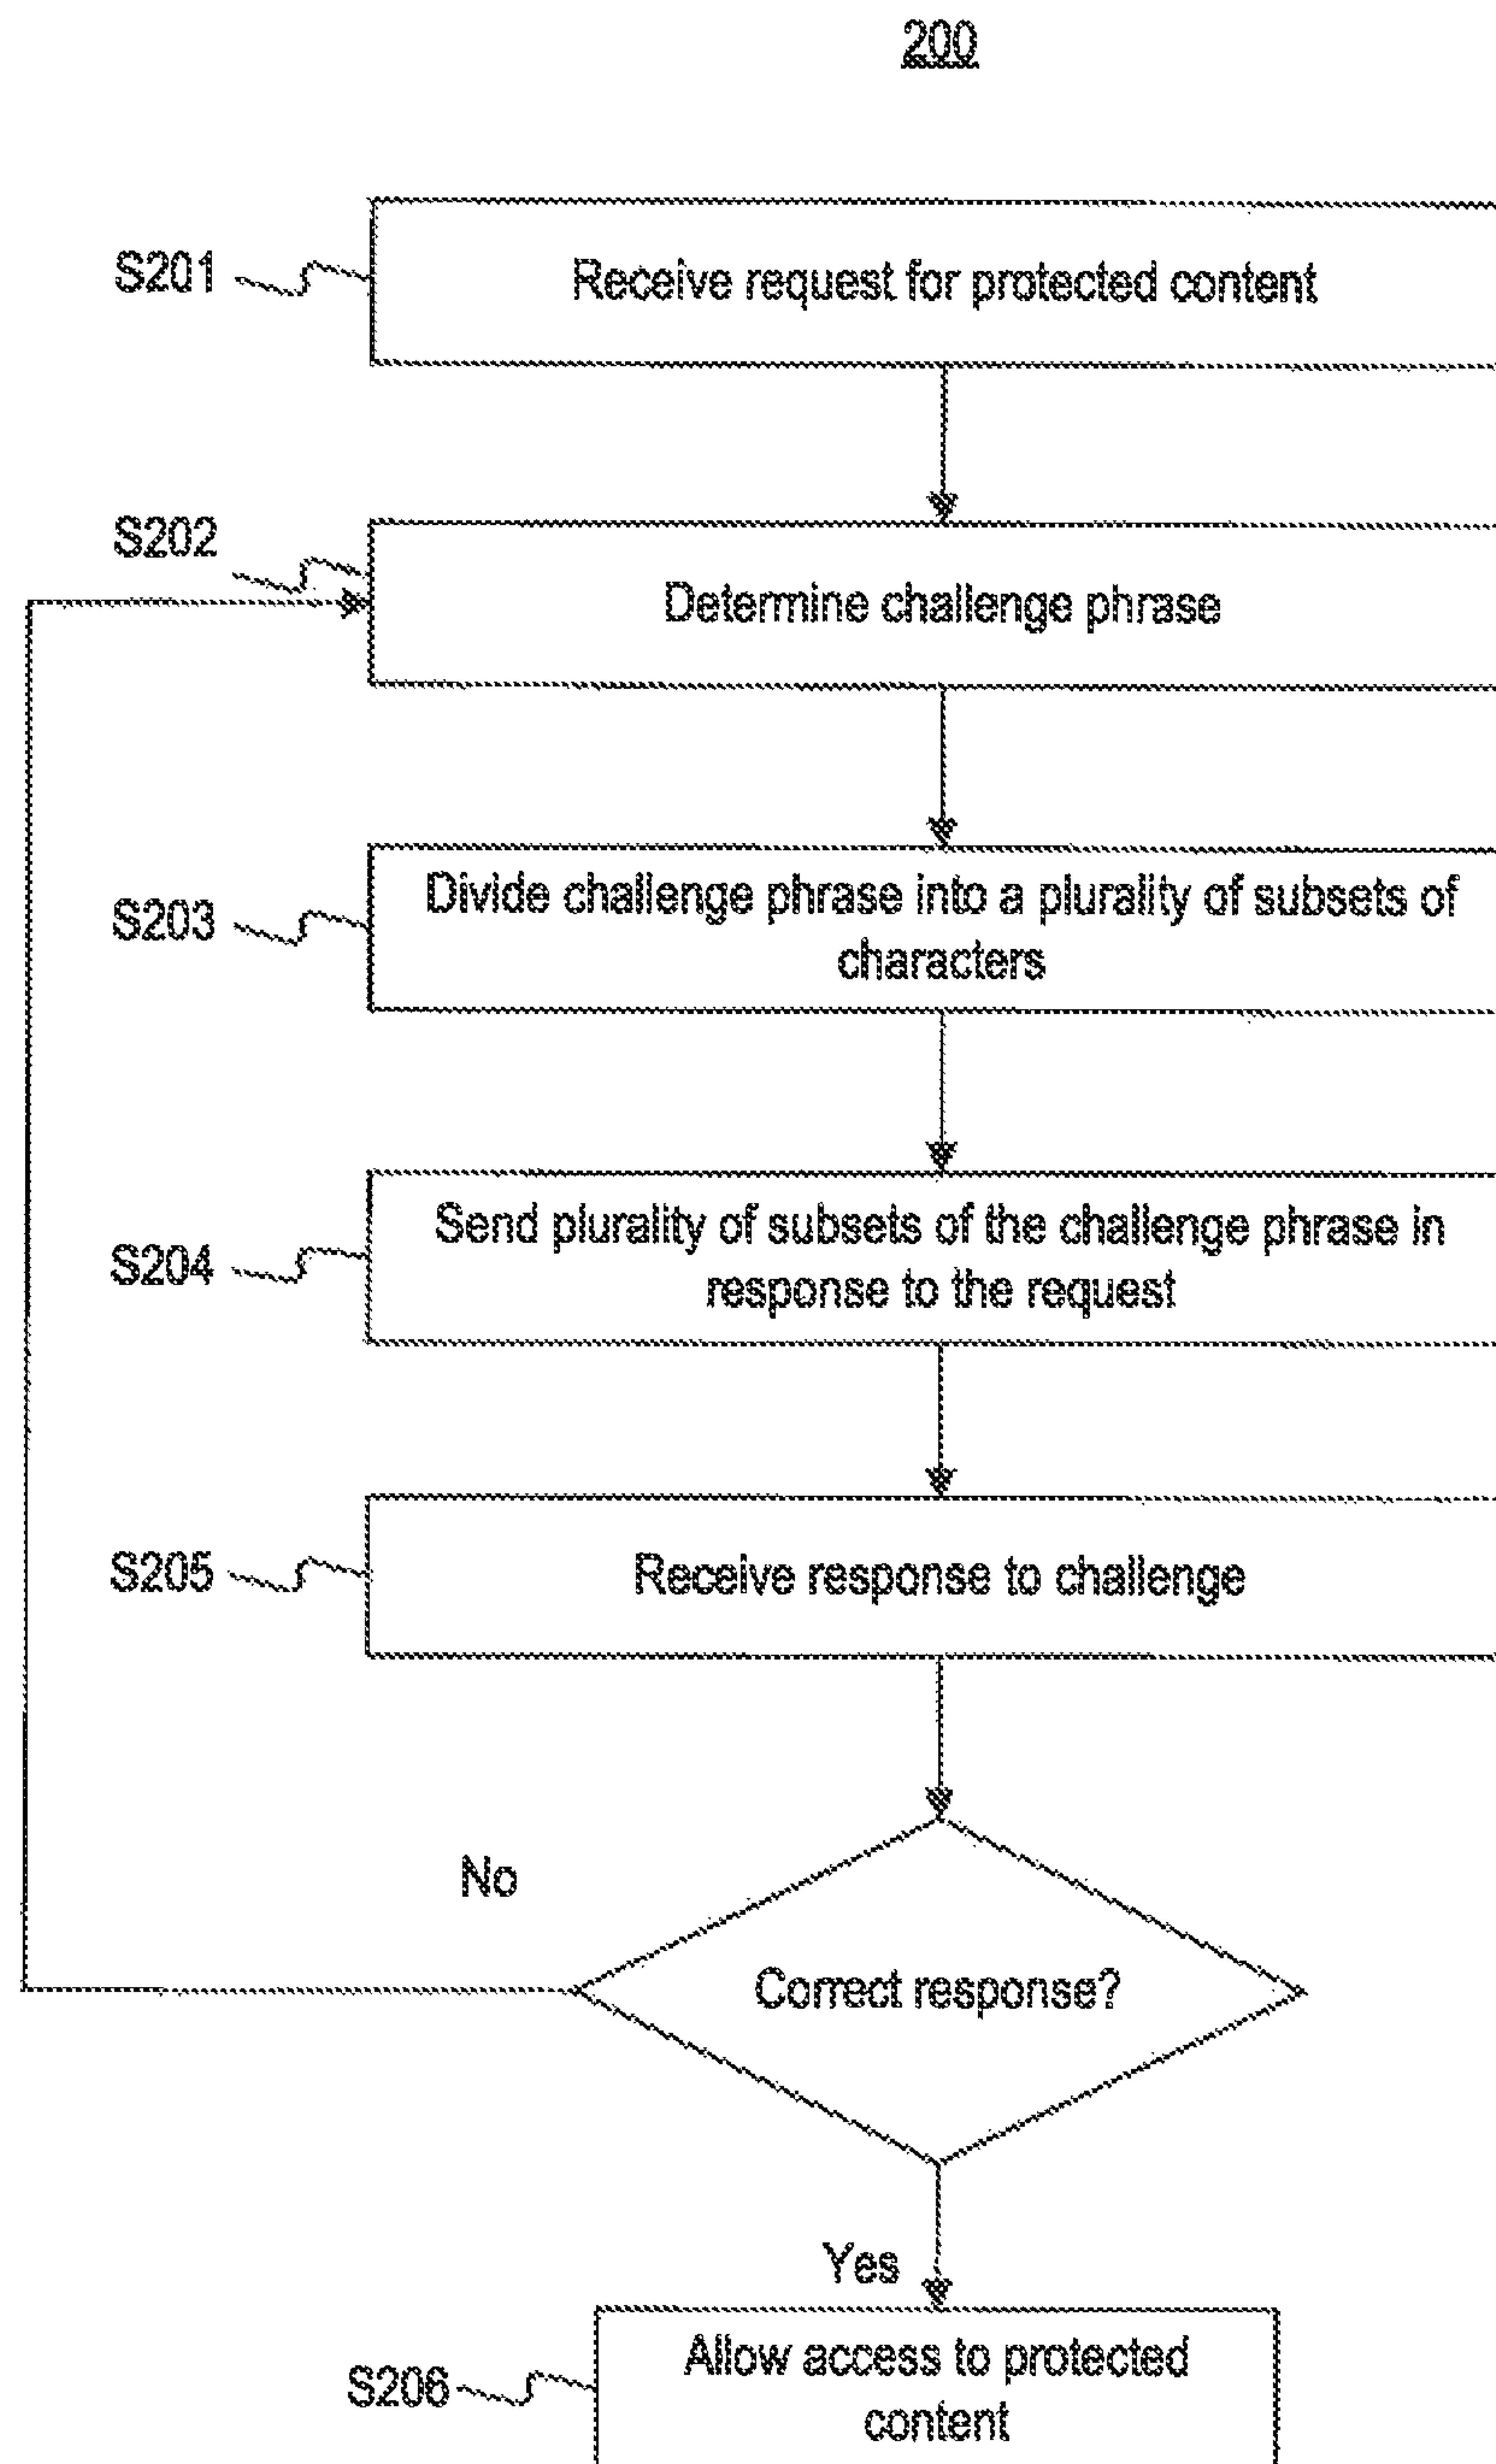 200
S201
Receive request for protected content
S202
Determine challenge phrase
S203
Divide challenge phrase into a plurality of subsets of
characters
S204
Send plurality of subsets of the challenge phrase in
response to the request
S205
Receive response to challenge
No
Correct response?
Yes
S206
Allow access to protected
content